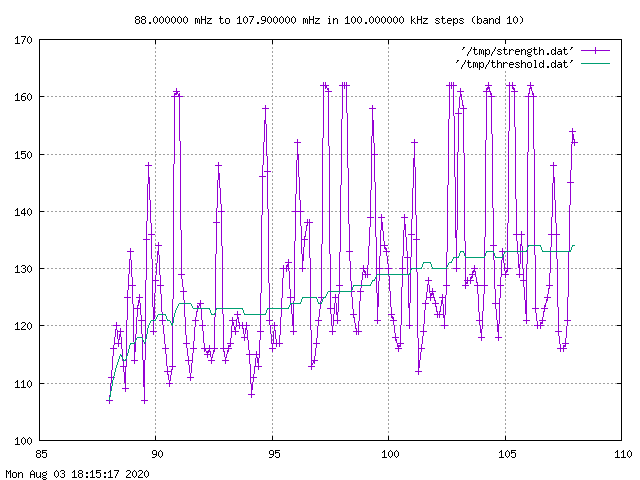 88.000000 mHz to 107.900000 mHz in 100.000000 kHz steps (band 10)
170
160
150
140
130
120
110
100
'/tmp/strength.dat'
'/tmp/threshold.dat'
85 90 95 100 105 110
Mon Aug 03 18:15:17 2020